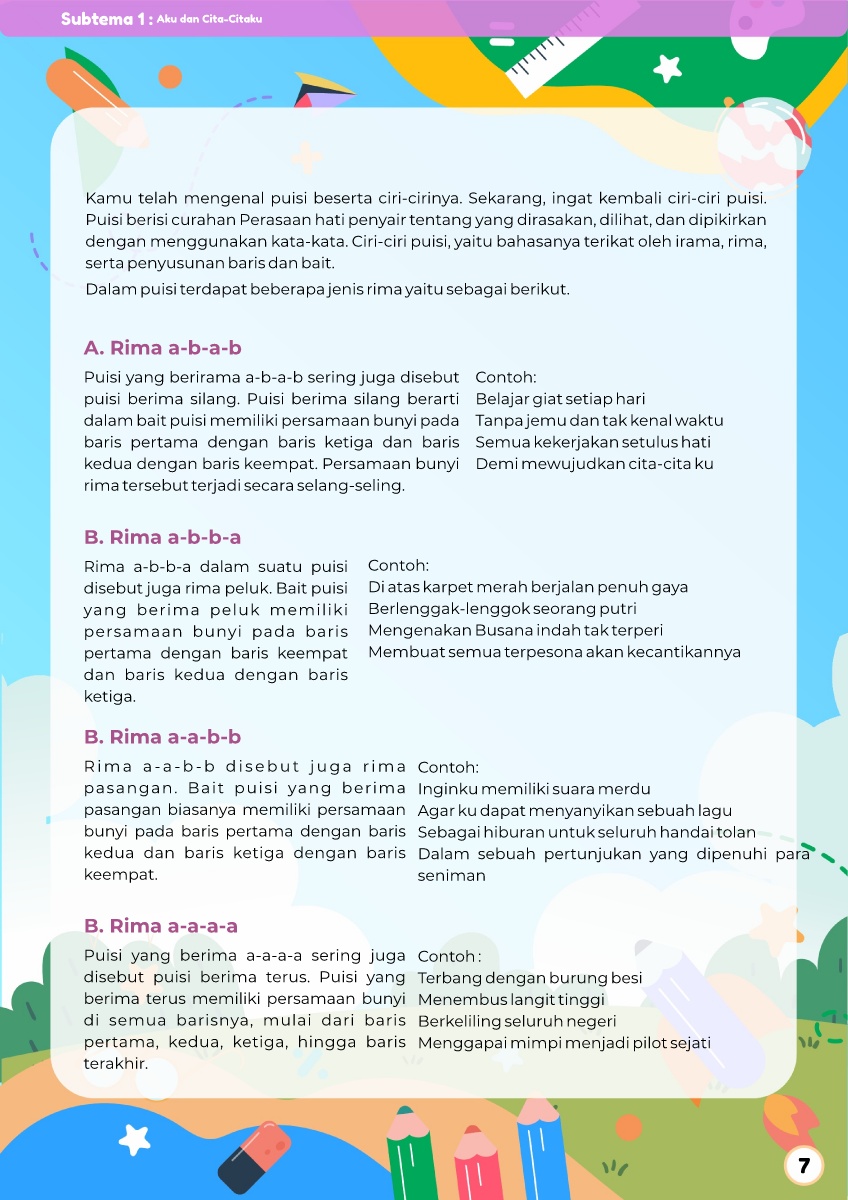 Subtema 1 : Aku dan Cita-Citaku
Kamu telah mengenal puisi beserta ciri-cirinya. Sekarang, ingat kembali ciri-ciri puisi.
Puisi berisi curahan Perasaan hati penyair tentang yang dirasakan, dilihat, dan dipikirkan
dengan menggunakan kata-kata. Ciri-ciri puisi, yaitu bahasanya terikat oleh irama, rima,
serta penyusunan baris dan bait.
Dalam puisi terdapat beberapa jenis rima yaitu sebagai berikut.
A. Rima a-b-a-b
Puisi yang berirama a-b-a-b sering juga disebut
puisi berima silang. Puisi berima silang berarti
dalam bait puisi memiliki persamaan bunyi pada
baris pertama dengan baris ketiga dan baris
kedua dengan baris keempat. Persamaan bunyi
rima tersebut terjadi secara selang-seling.
Contoh:
Belajar giat setiap hari
Tanpa jemu dan tak kenal waktu
Semua kekerjakan setulus hati
Demi mewujudkan cita-cita ku
B. Rima a-b-b-a
Rima a-b-b-a dalam suatu puisi
disebut juga rima peluk. Bait puisi
yang berima peluk memiliki
persamaan bunyi pada baris
pertama dengan baris keempat
dan baris kedua dengan baris
ketiga.
Contoh:
Di atas karpet merah berjalan penuh gaya
Berlenggak-lenggok seorang putri
Mengenakan Busana indah tak terperi
Membuat semua terpesona akan kecantikannya
B. Rima a-a-b-b
Rima a-a-b-b disebut juga rima
pasangan. Bait puisi yang berima
pasangan biasanya memiliki persamaan
bunyi pada baris pertama dengan baris
kedua dan baris ketiga dengan baris
keempat.
Contoh:
Inginku memiliki suara merdu
Agar ku dapat menyanyikan sebuah lagu
Sebagai hiburan untuk seluruh handai tolan
Dalam sebuah pertunjukan yang dipenuhi para
seniman
B. Rima a-a-a-a
Puisi yang berima a-a-a-a sering juga
disebut puisi berima terus. Puisi yang
berima terus memiliki persamaan bunyi
di semua barisnya, mulai dari baris
pertama, kedua, ketiga, hingga baris
terakhir.
Contoh :
Terbang dengan burung besi
Menembus langit tinggi
Berkeliling seluruh negeri
Menggapai mimpi menjadi pilot sejati
7